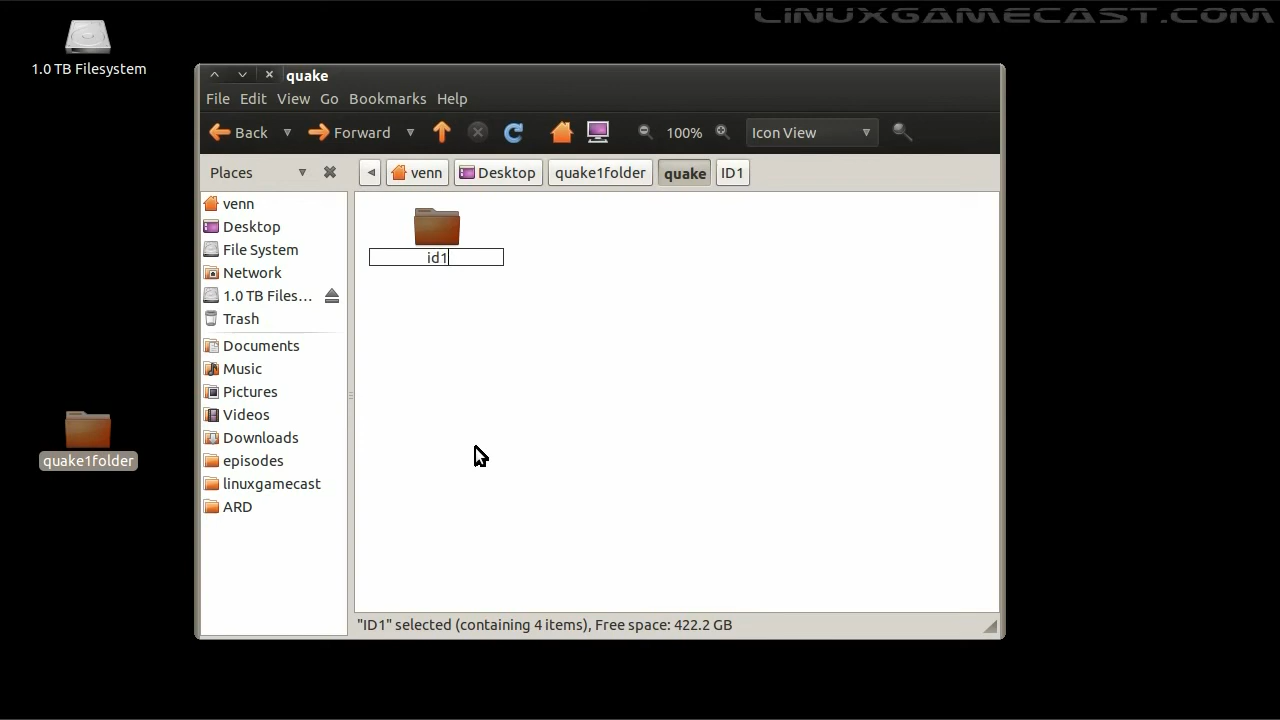 LINUXGAMECAST.COM
1.0 TB Filesystem
quake
File Edit View Go Bookmarks Help
Back Forward 100% Icon View
Places venn Desktop quake1folder quake ID1
venn
Desktop
File System
Network
1.0 TB Files...
Trash
Documents
Music
Pictures
Videos
Downloads
episodes
linuxgamecast
ARD
id1
quake1folder
"ID1" selected (containing 4 items), Free space: 422.2 GB